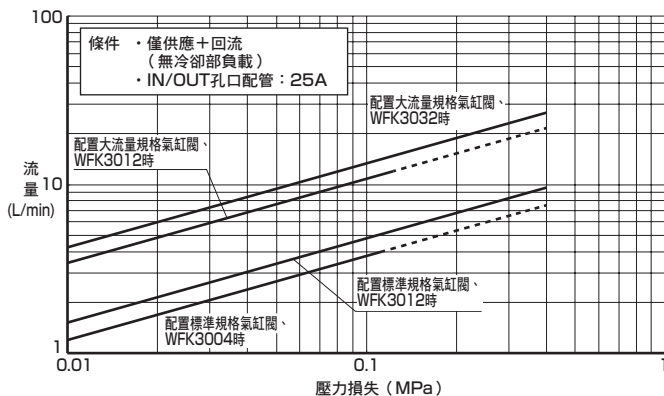 100
條件 ・僅供應＋回流
（無冷卻部負載）
・IN/OUT孔口配管：25A
配置大流量規格氣缸閥、
WFK3032時
配置大流量規格氣缸閥、
WFK3012時
流
量
(L/min)
10
配置標準規格氣缸閥、
WFK3012時
配置標準規格氣缸閥、
WFK3004時
1
0.01
0.1
1
壓力損失（MPa）